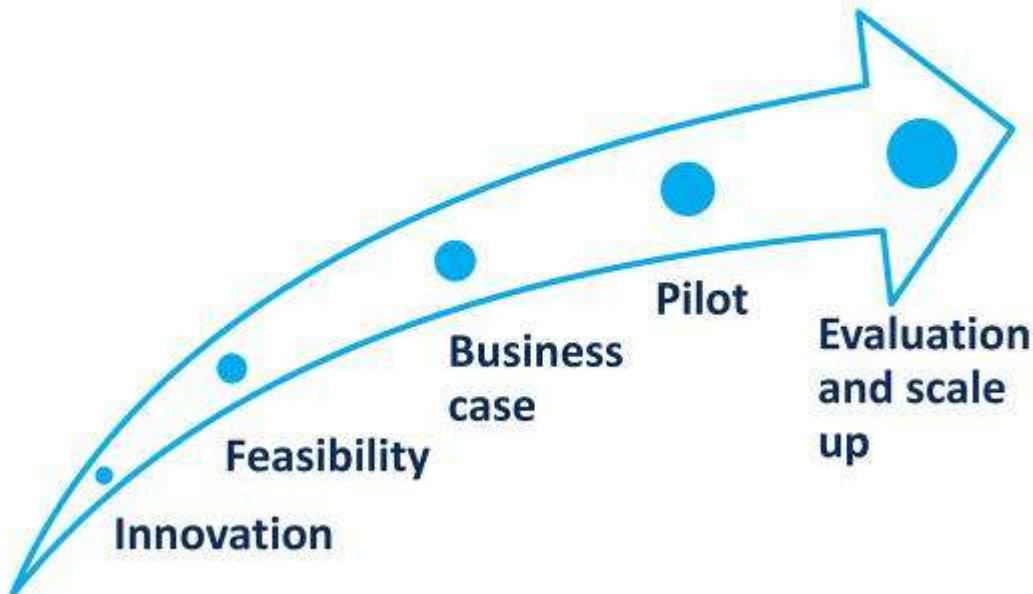 Innovation
Feasibility
Business
case
Pilot
Evaluation
and scale
up